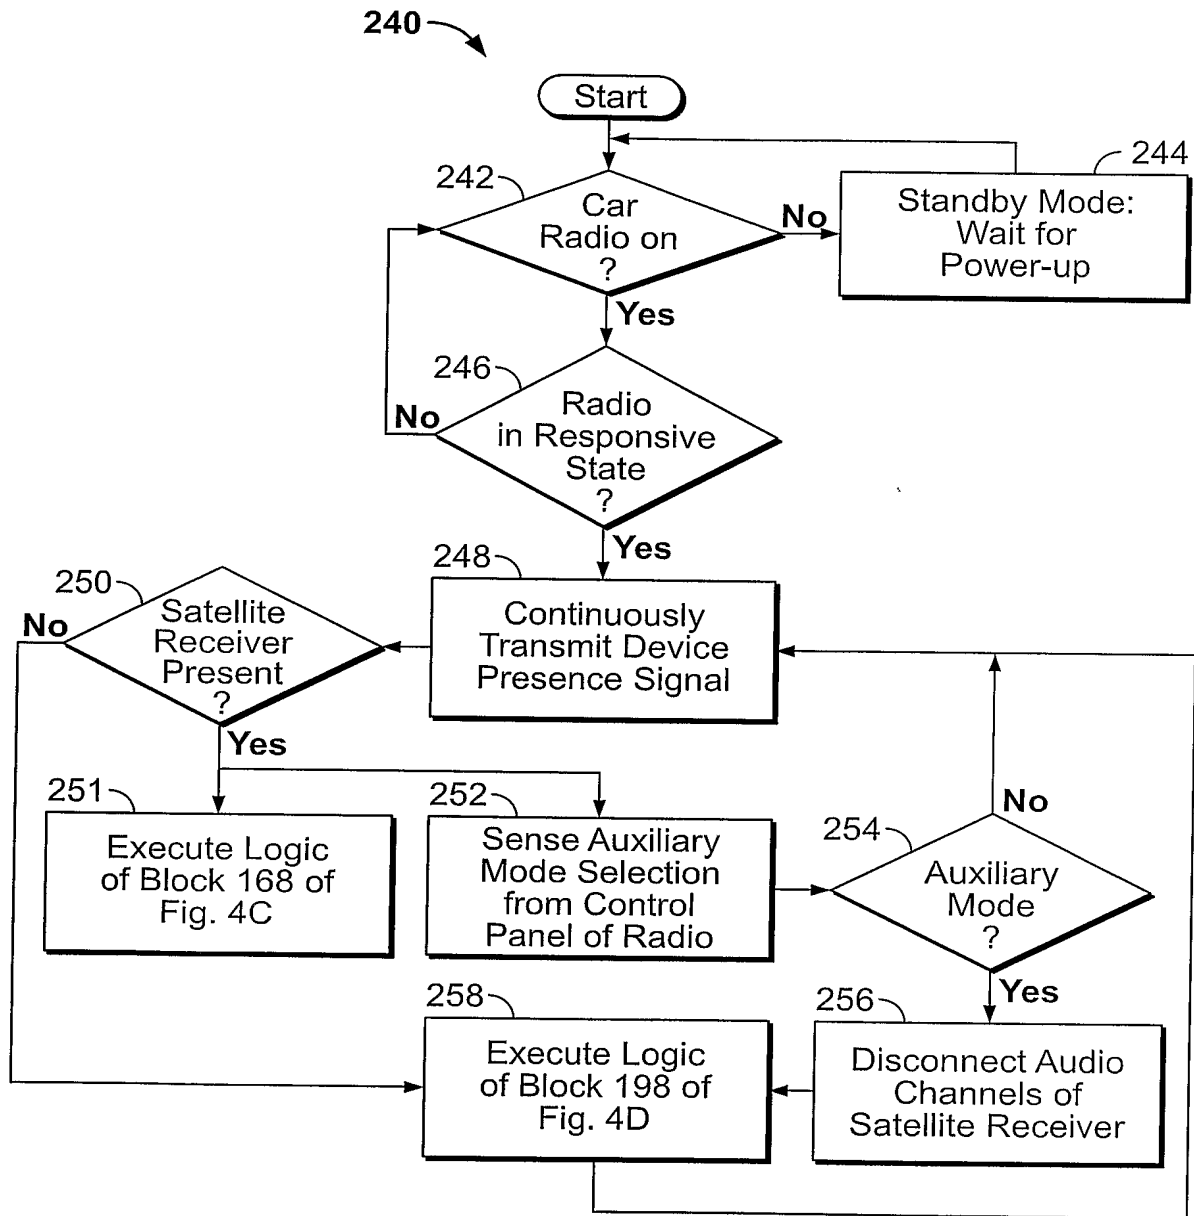 240
Start
242
Car
Radio on
?
No
244
Standby Mode:
Wait for
Power-up
Yes
246
Radio
in Responsive
State
?
No
Yes
248
Continuously
Transmit Device
Presence Signal
250
Satellite
Receiver
Present
?
No
Yes
251
Execute Logic
of Block 168 of
Fig. 4C
252
Sense Auxiliary
Mode Selection
from Control
Panel of Radio
254
Auxiliary
Mode
?
No
Yes
256
Disconnect Audio
Channels of
Satellite Receiver
258
Execute Logic
of Block 198 of
Fig. 4D